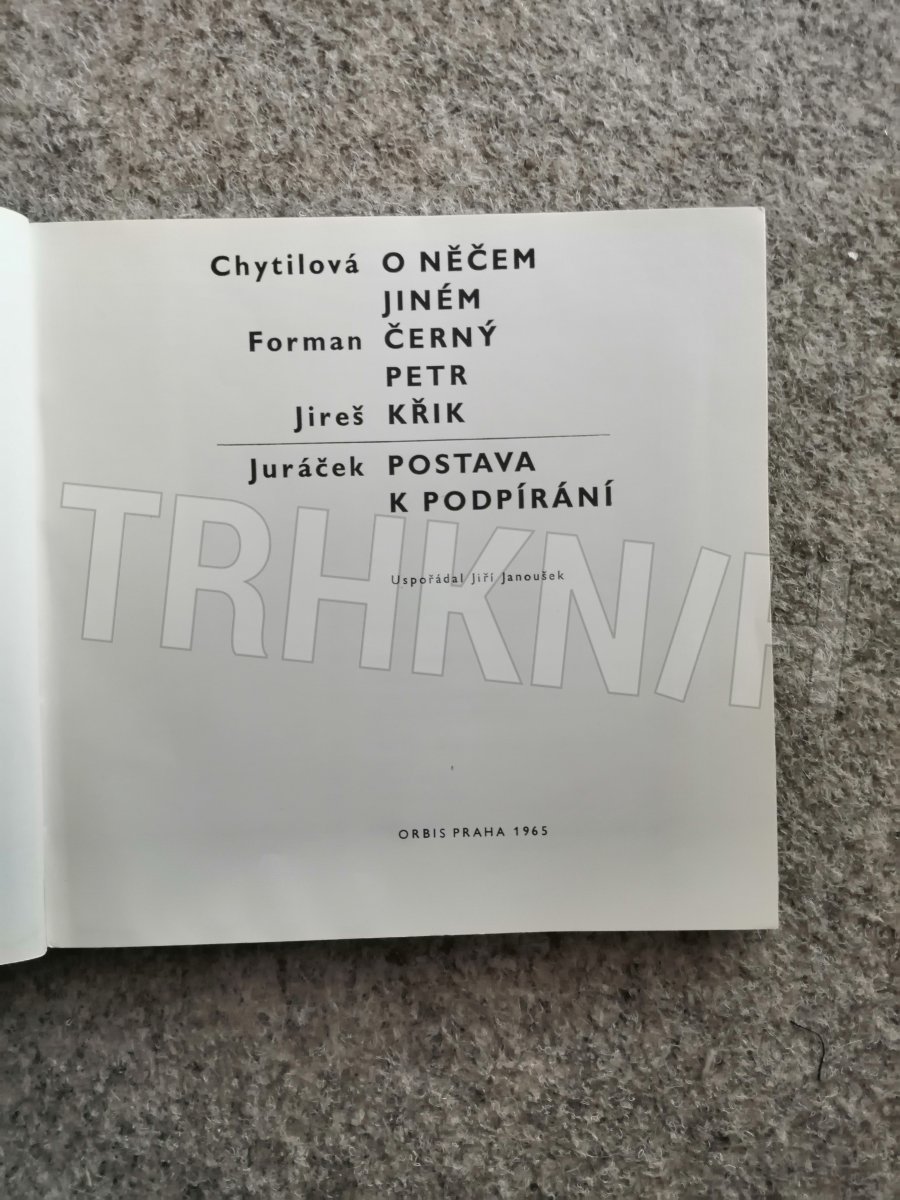 Chytilová O NĚČEM
JINÉM
Forman ČERNÝ
PETR
Jireš KŘIK
Juráček POSTAVA
K PODPÍRÁNÍ
Uspořádal Jiří Janoušek
TRHKNIH
ORBIS PRAHA 1965